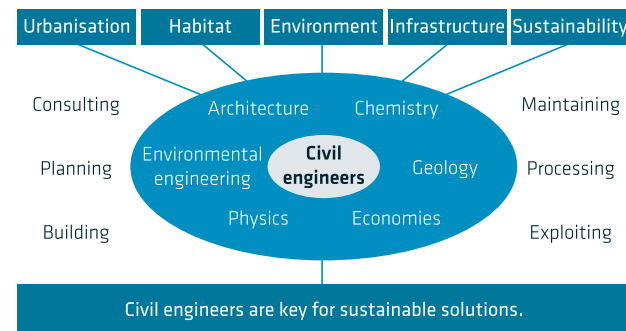 Urbanisation Habitat Environment Infrastructure Sustainability
Consulting Architecture Chemistry Maintaining
Planning Environmental engineering Civil engineers Geology Processing
Building Physics Economies Exploiting
Civil engineers are key for sustainable solutions.